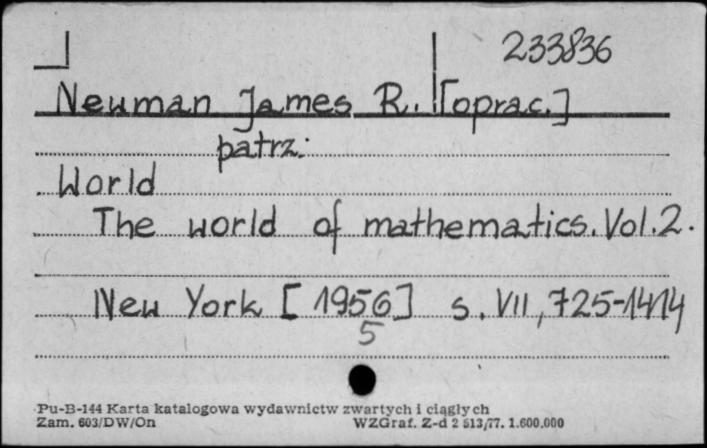 233836
Newman James R. [oprac.]
patrz:
World
The world of mathematics. Vol. 2.
New York [1956] s. VII, 725-1414
5
Pu-B-144 Karta katalogowa wydawnictw zwartych i ciągłych
Zam. 603/DW/On WZGraf. Z-d 2 513/77. 1.600.000